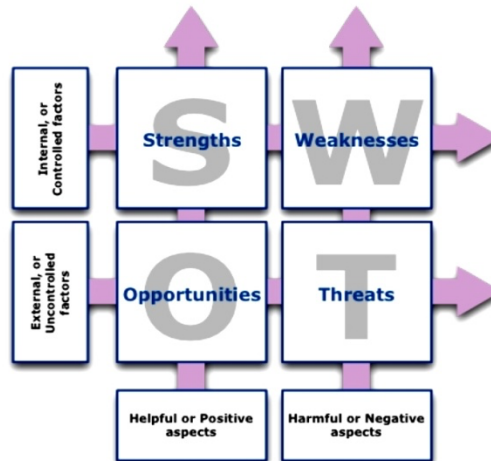 Internal, or
Controlled factors
S
Strengths
W
Weaknesses
External, or
Uncontrolled
factors
O
Opportunities
T
Threats
Helpful or Positive
aspects
Harmful or Negative
aspects